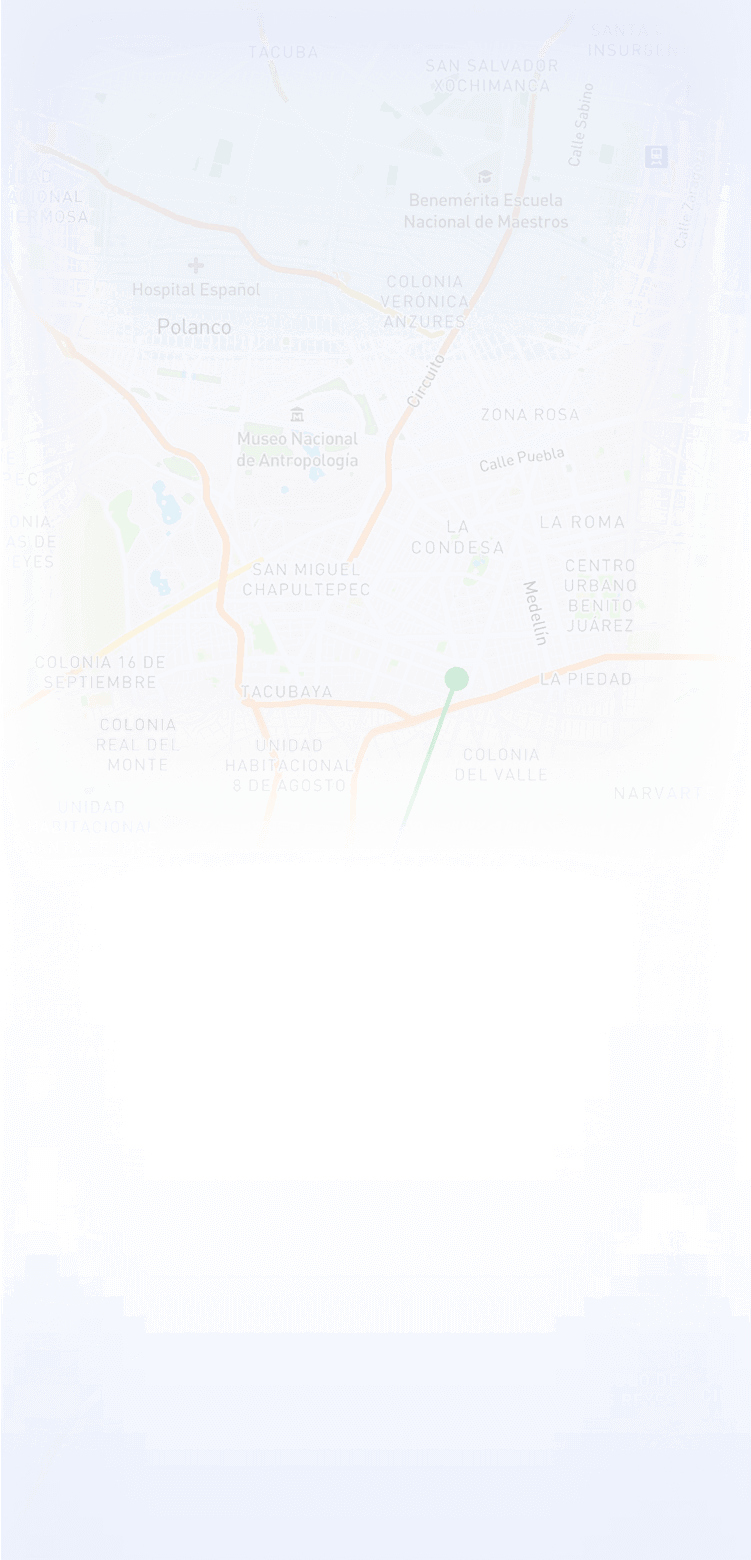 TACUBA
SANTA
SAN SALVADOR
XOCHIMANCA
Calle Sabino
Benemérita Escuela
Nacional de Maestros
Hospital Español
COLONIA
VERÓNICA
ANZURES
Polanco
Circuito
ZONA ROSA
Museo Nacional
de Antropología
Calle Puebla
LA
CONDESA
LA ROMA
SAN MIGUEL
CHAPULTEPEC
CENTRO
URBANO
BENITO
JUÁREZ
Medellín
COLONIA 16 DE
SEPTIEMBRE
TACUBAYA
LA PIEDAD
COLONIA
REAL DEL
MONTE
UNIDAD
HABITACIONAL
8 DE AGOSTO
COLONIA
DEL VALLE
UNIDAD